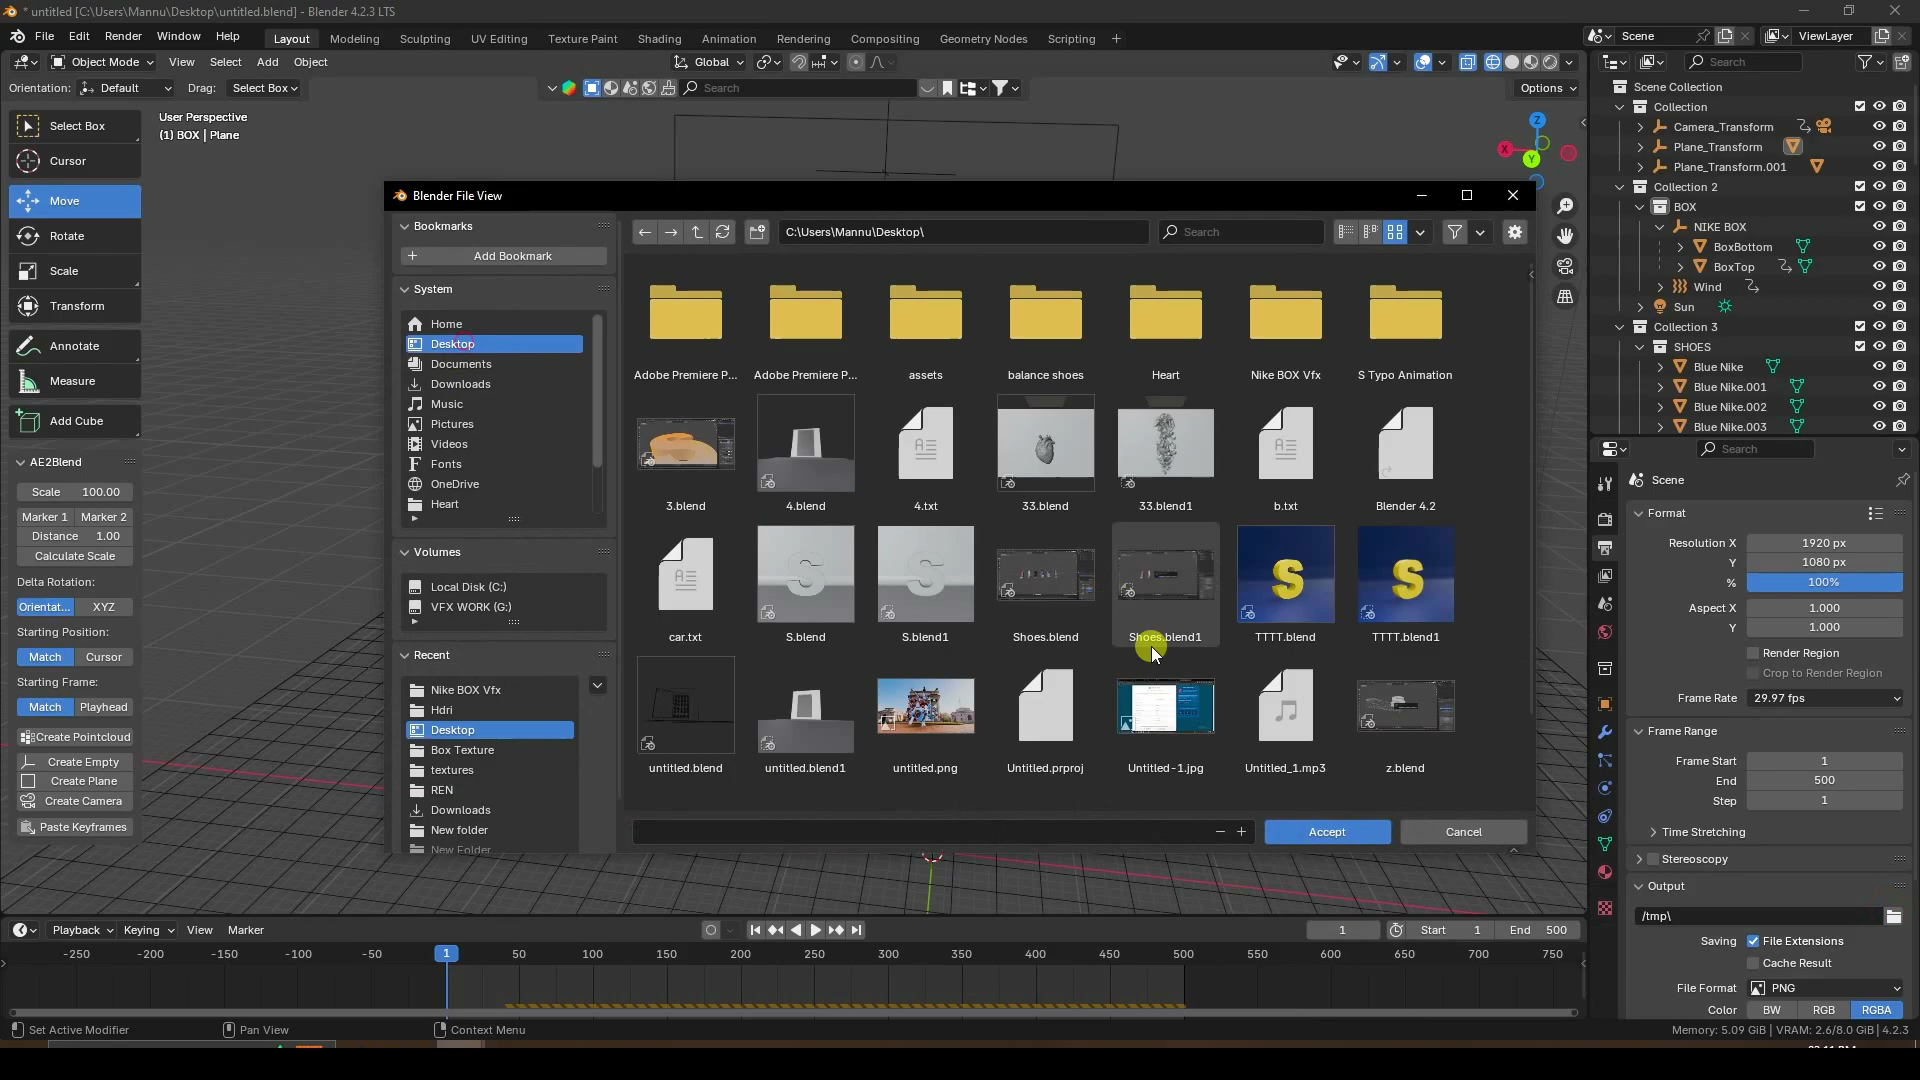 * untitled [C:\Users\Mannu\Desktop\untitled.blend] - Blender 4.2.3 LTS
File Edit Render Window Help Layout Modeling Sculpting UV Editing Texture Paint Shading Animation Rendering Compositing Geometry Nodes Scripting + Scene ViewLayer
Object Mode View Select Add Object Global Search
Orientation: Default Drag: Select Box Search Options
User Perspective
(1) BOX | Plane
Select Box
Cursor
Move
Rotate
Scale
Transform
Annotate
Measure
Add Cube
AE2Blend
Scale 100.00
Marker 1 Marker 2
Distance 1.00
Calculate Scale
Delta Rotation:
Orientat... XYZ
Starting Position:
Match Cursor
Starting Frame:
Match Playhead
Create Pointcloud
Create Empty
Create Plane
Create Camera
Paste Keyframes
Z
X
Y
Blender File View
Bookmarks
Add Bookmark
System
Home
Desktop
Documents
Downloads
Music
Pictures
Videos
Fonts
OneDrive
Heart
Volumes
Local Disk (C:)
VFX WORK (G:)
Recent
Nike BOX Vfx
Hdri
Desktop
Box Texture
textures
REN
Downloads
New folder
New Folder
C:\Users\Mannu\Desktop\ Search
Adobe Premiere P... Adobe Premiere P... assets balance shoes Heart Nike BOX Vfx S Typo Animation
3.blend 4.blend 4.txt 33.blend 33.blend1 b.txt Blender 4.2
car.txt S.blend S.blend1 Shoes.blend Shoes.blend1 TTTT.blend TTTT.blend1
untitled.blend untitled.blend1 untitled.png Untitled.prproj Untitled-1.jpg Untitled_1.mp3 z.blend
Accept Cancel
Scene Collection
Collection
Camera_Transform
Plane_Transform
Plane_Transform.001
Collection 2
BOX
NIKE BOX
BoxBottom
BoxTop
Wind
Sun
Collection 3
SHOES
Blue Nike
Blue Nike.001
Blue Nike.002
Blue Nike.003
Search
Scene
Format
Resolution X 1920 px
Y 1080 px
% 100%
Aspect X 1.000
Y 1.000
Render Region
Crop to Render Region
Frame Rate 29.97 fps
Frame Range
Frame Start 1
End 500
Step 1
Time Stretching
Stereoscopy
Output
/tmp\
Saving File Extensions
Cache Result
File Format PNG
Color BW RGB RGBA
Playback Keying View Marker 1 Start 1 End 500
-250 -200 -150 -100 -50 1 50 100 150 200 250 300 350 400 450 500 550 600 650 700 750
Set Active Modifier Pan View Context Menu Memory: 5.09 GiB | VRAM: 2.6/8.0 GiB | 4.2.3